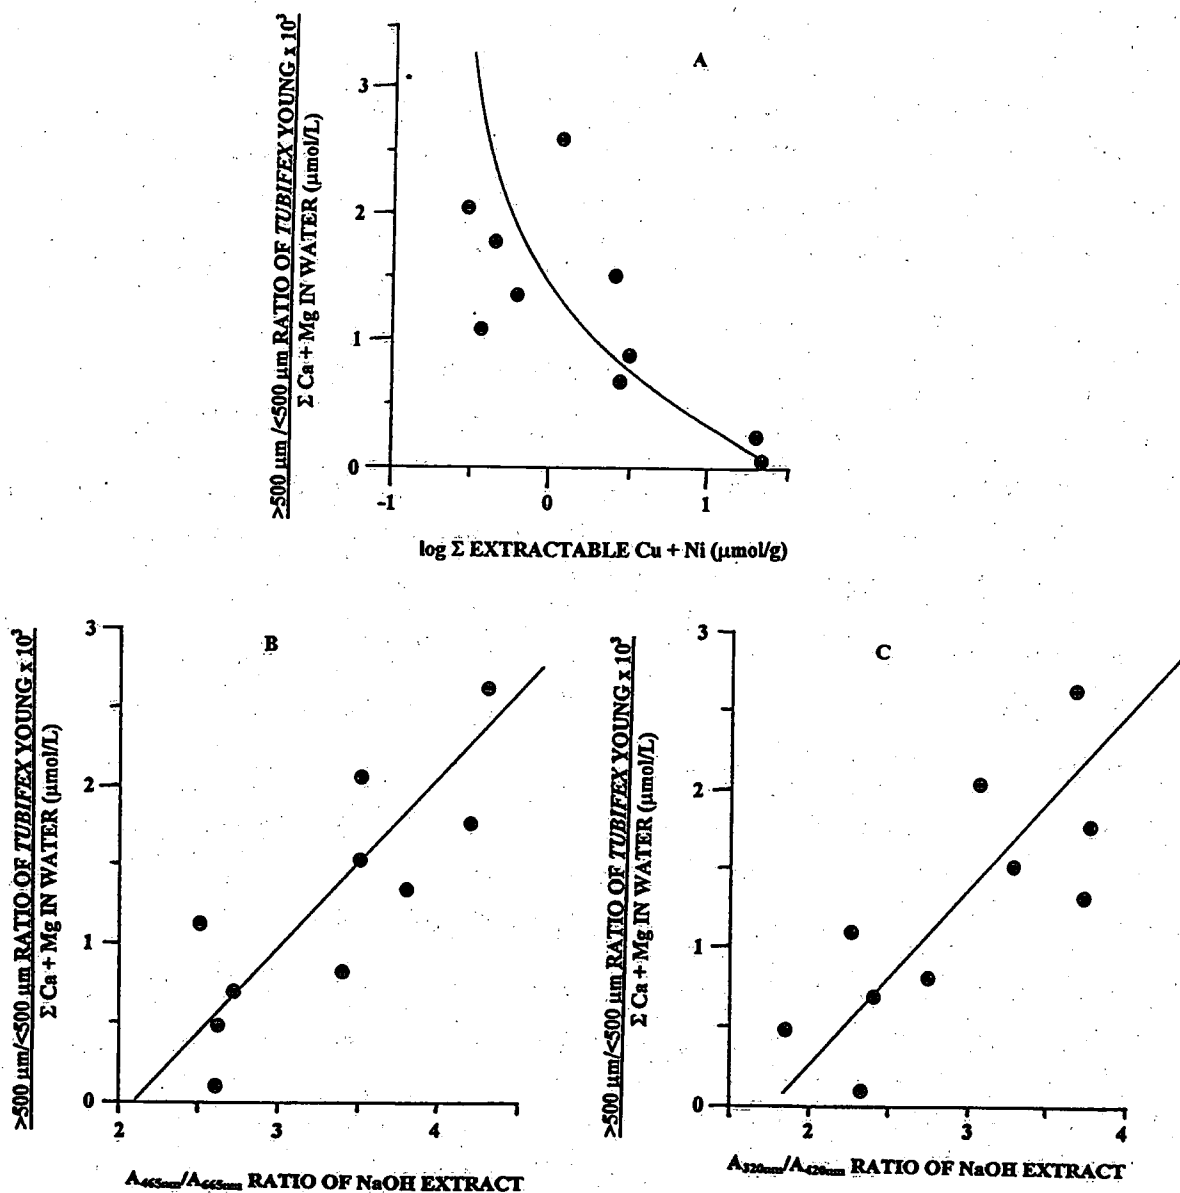 A
>500 µm /<500 µm RATIO OF TUBIFEX YOUNG x 10³
Σ Ca + Mg IN WATER (µmol/L)
3
2
1
0
-1
0
1
log Σ EXTRACTABLE Cu + Ni (µmol/g)
B
>500 µm/<500 µm RATIO OF TUBIFEX YOUNG x 10³
Σ Ca + Mg IN WATER (µmol/L)
3
2
1
0
2
3
4
A465nm/A665nm RATIO OF NaOH EXTRACT
C
>500 µm/<500 µm RATIO OF TUBIFEX YOUNG x 10³
Σ Ca + Mg IN WATER (µmol/L)
3
2
1
0
2
3
4
A320nm/A420nm RATIO OF NaOH EXTRACT